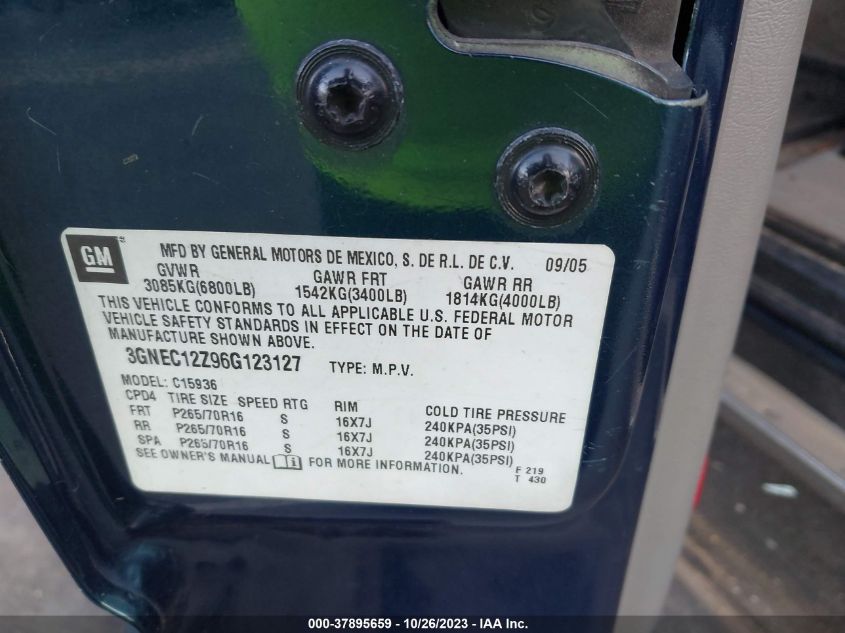 GM®
MFD BY GENERAL MOTORS DE MEXICO, S. DE R.L. DE C.V. 09/05
GVWR GAWR FRT GAWR RR
3085KG(6800LB) 1542KG(3400LB) 1814KG(4000LB)
THIS VEHICLE CONFORMS TO ALL APPLICABLE U.S. FEDERAL MOTOR
VEHICLE SAFETY STANDARDS IN EFFECT ON THE DATE OF
MANUFACTURE SHOWN ABOVE.
3GNEC12Z96G123127 TYPE: M.P.V.
MODEL: C15936
CPD4 TIRE SIZE SPEED RTG RIM COLD TIRE PRESSURE
FRT P265/70R16 S 16X7J 240KPA(35PSI)
RR P265/70R16 S 16X7J 240KPA(35PSI)
SPA P265/70R16 S 16X7J 240KPA(35PSI)
SEE OWNER'S MANUAL FOR MORE INFORMATION.
F 219
T 430
000-37895659 | 10/26/2023 | IAA Inc.